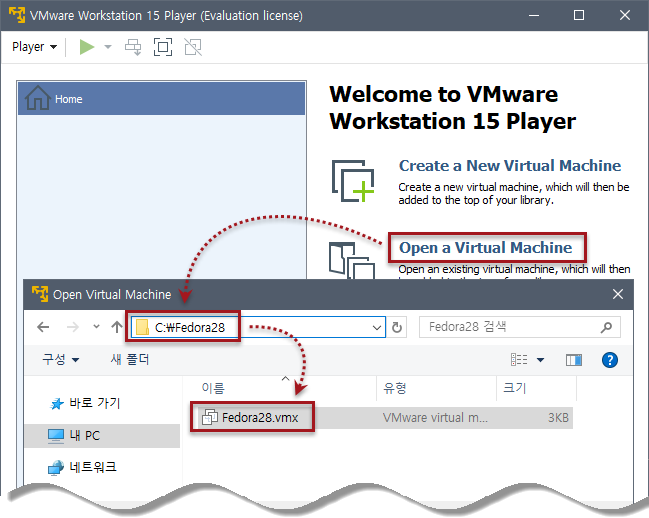 VMware Workstation 15 Player (Evaluation license)
Player
Home
Welcome to VMware
Workstation 15 Player
Create a New Virtual Machine
Create a new virtual machine, which will then be
added to the top of your library.
Open a Virtual Machine
Open an existing virtual machine, which will then
Open Virtual Machine
C:₩Fedora28
Fedora28 검색
구성
새 폴더
이름
유형
크기
바로 가기
Fedora28.vmx
VMware virtual m...
3KB
내 PC
네트워크